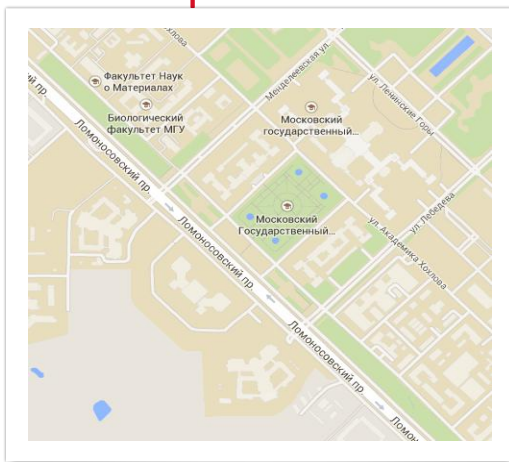 Хохлова
Менделеевская ул.
ул. Ленинские Горы
Факультет Наук
о Материалах
Биологический
факультет МГУ
Московский
государственный...
Ломоносовский пр.
Ломоносовский пр.
ул. Лебедева
Московский
Государственный...
ул. Академика Хохлова
Ломоносовский пр.
Ломоносовский пр.